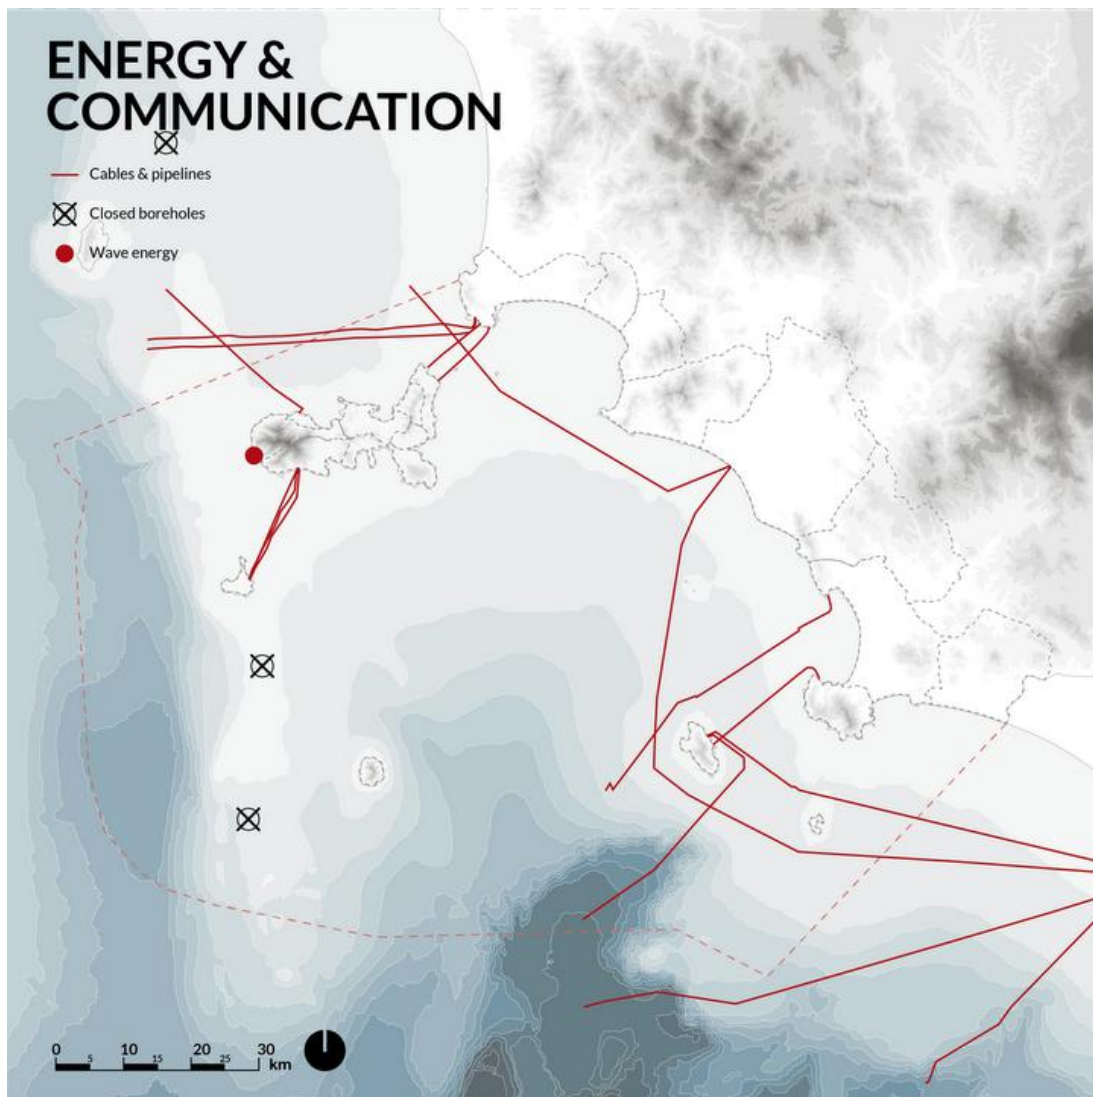 ENERGY &
COMMUNICATION
Cables & pipelines
Closed boreholes
Wave energy
0 5 10 15 20 25 30 km